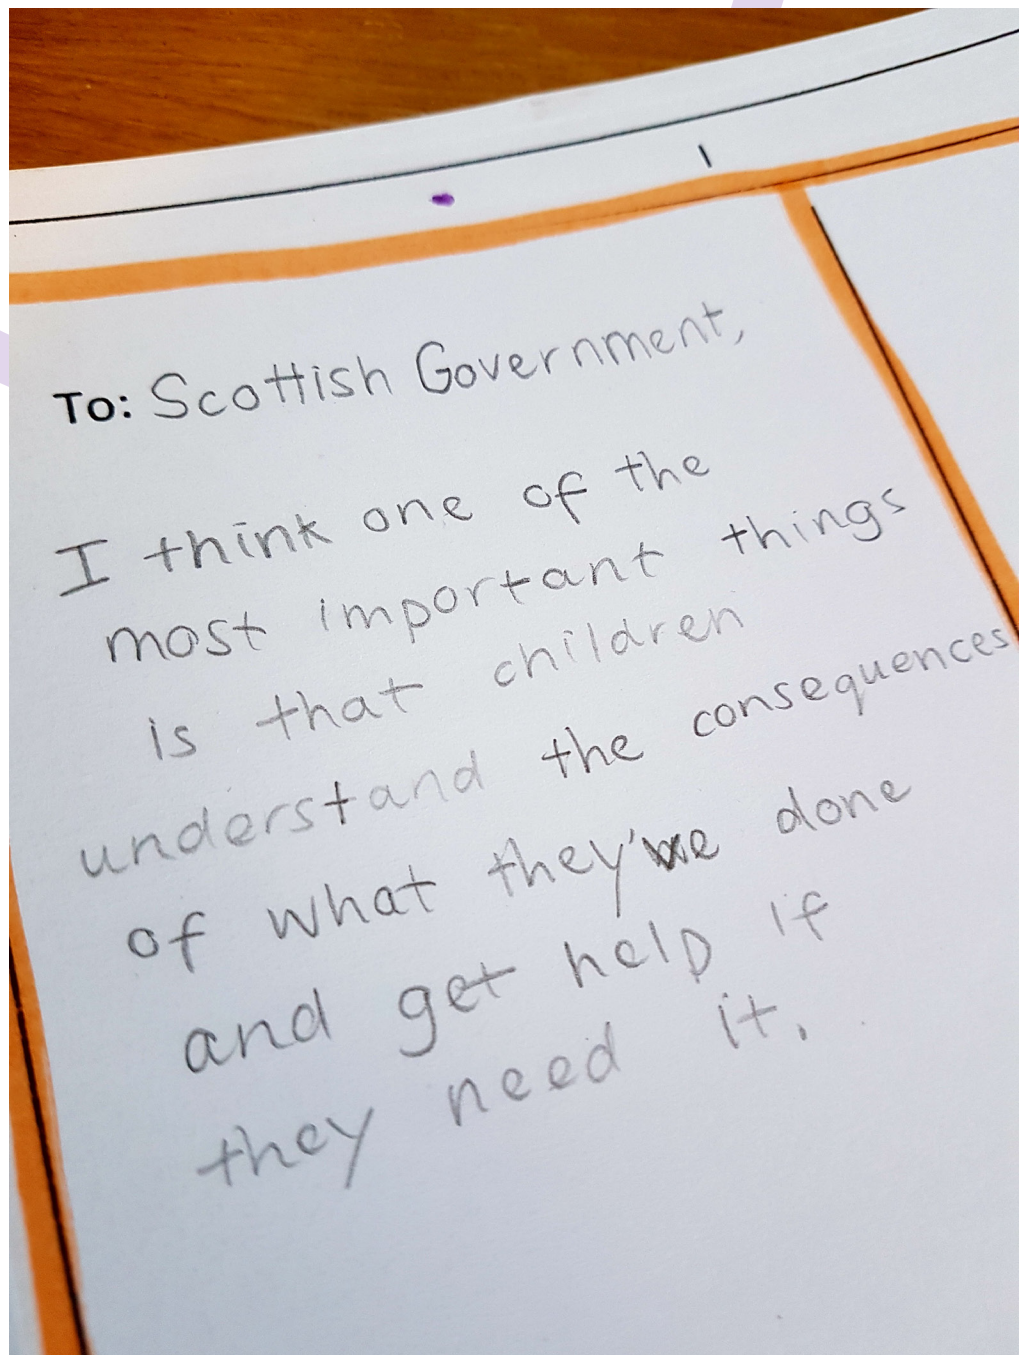 To: Scottish Government,
I think one of the
most important things
is that children
understand the consequences
of what they've done
and get help if
they need it.